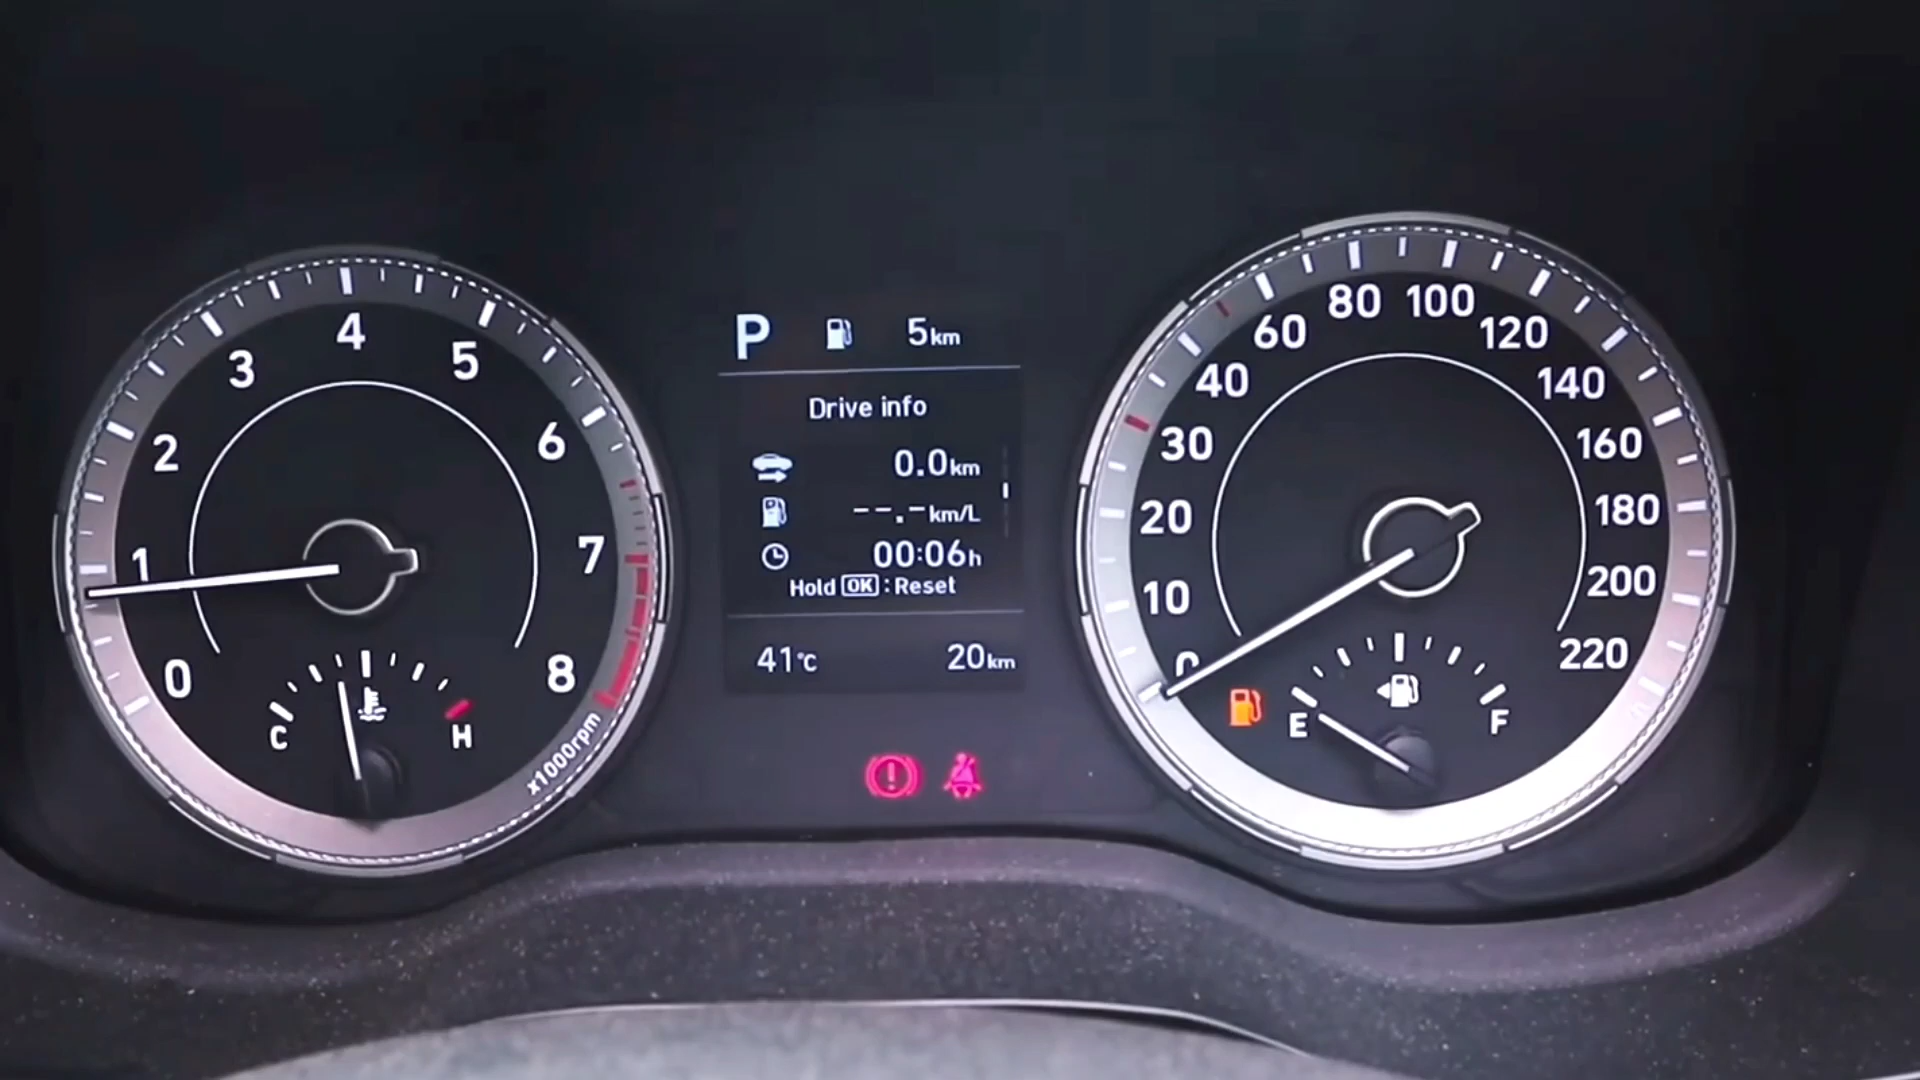 0
1
2
3
4
5
6
7
8
x1000rpm
C
H
P 5km
Drive info
0.0km
--.-km/L
00:06h
Hold OK : Reset
41°C 20km
0
10
20
30
40
60
80
100
120
140
160
180
200
220
E
F